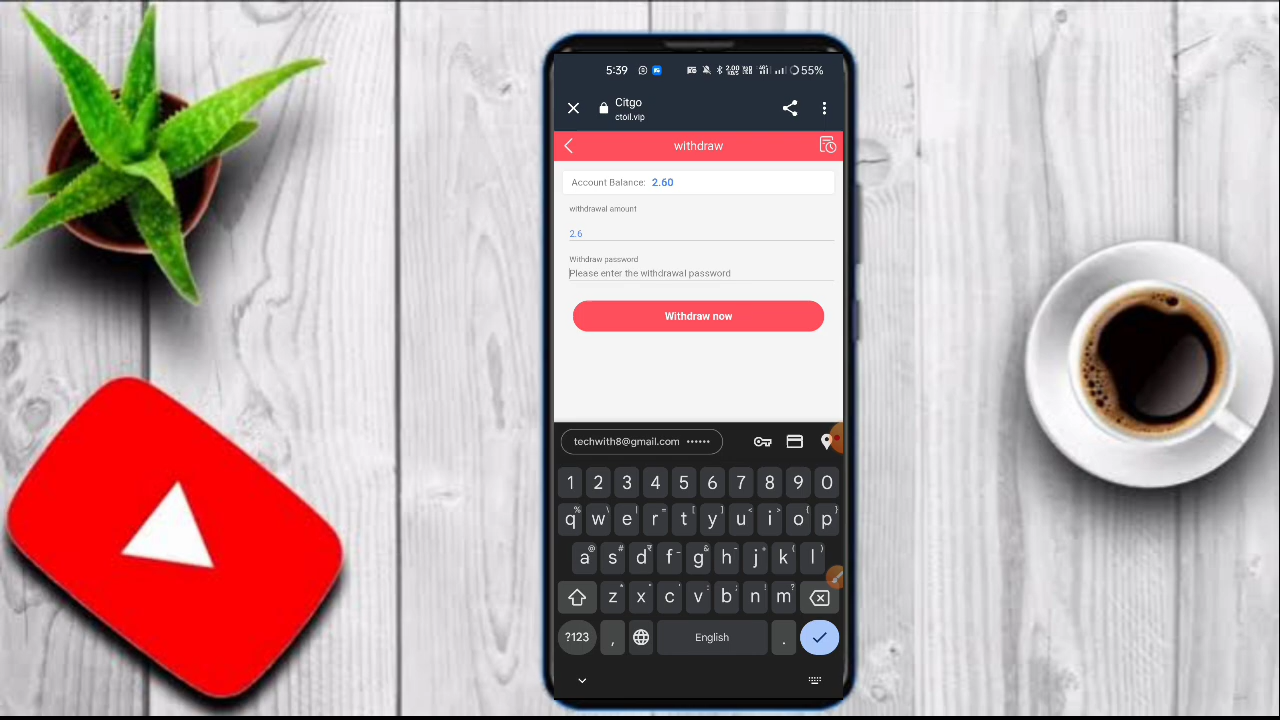 5:39
55%
Citgo
ctoil.vip
withdraw
Account Balance: 2.60
withdrawal amount
2.6
Withdraw password
Please enter the withdrawal password
Withdraw now
techwith8@gmail.com ••••••
1 2 3 4 5 6 7 8 9 0
q w e r t y u i o p
a s d f g h j k l
z x c v b n m
?123 , English .